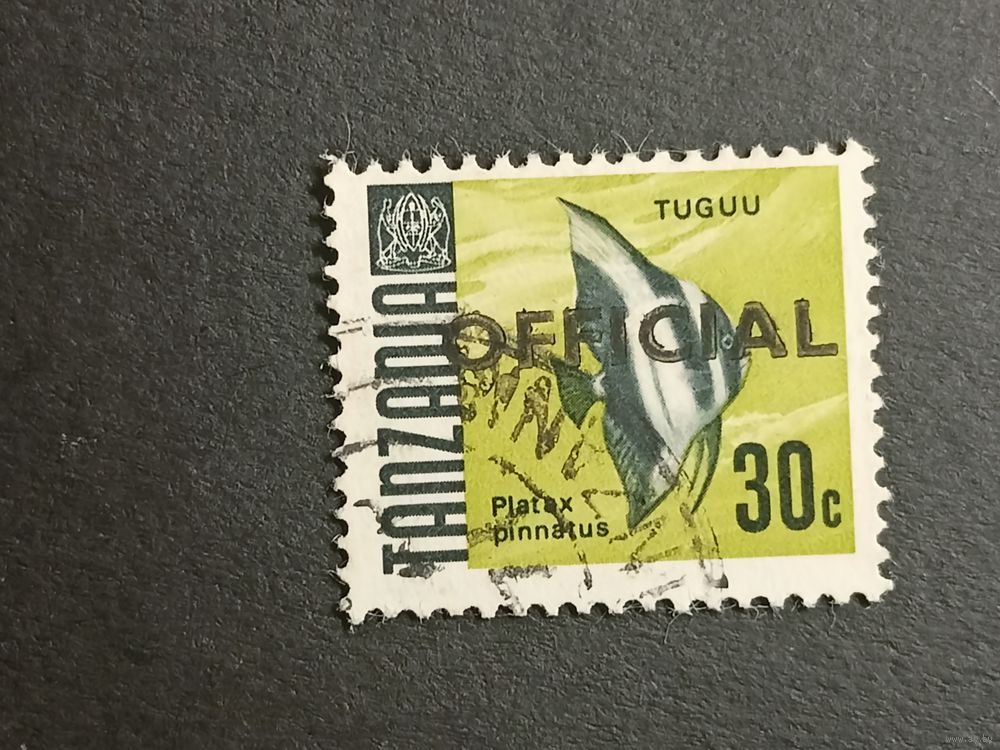 TUGUU
TANZANIA
OFFICIAL
30c
Platax
pinnatus